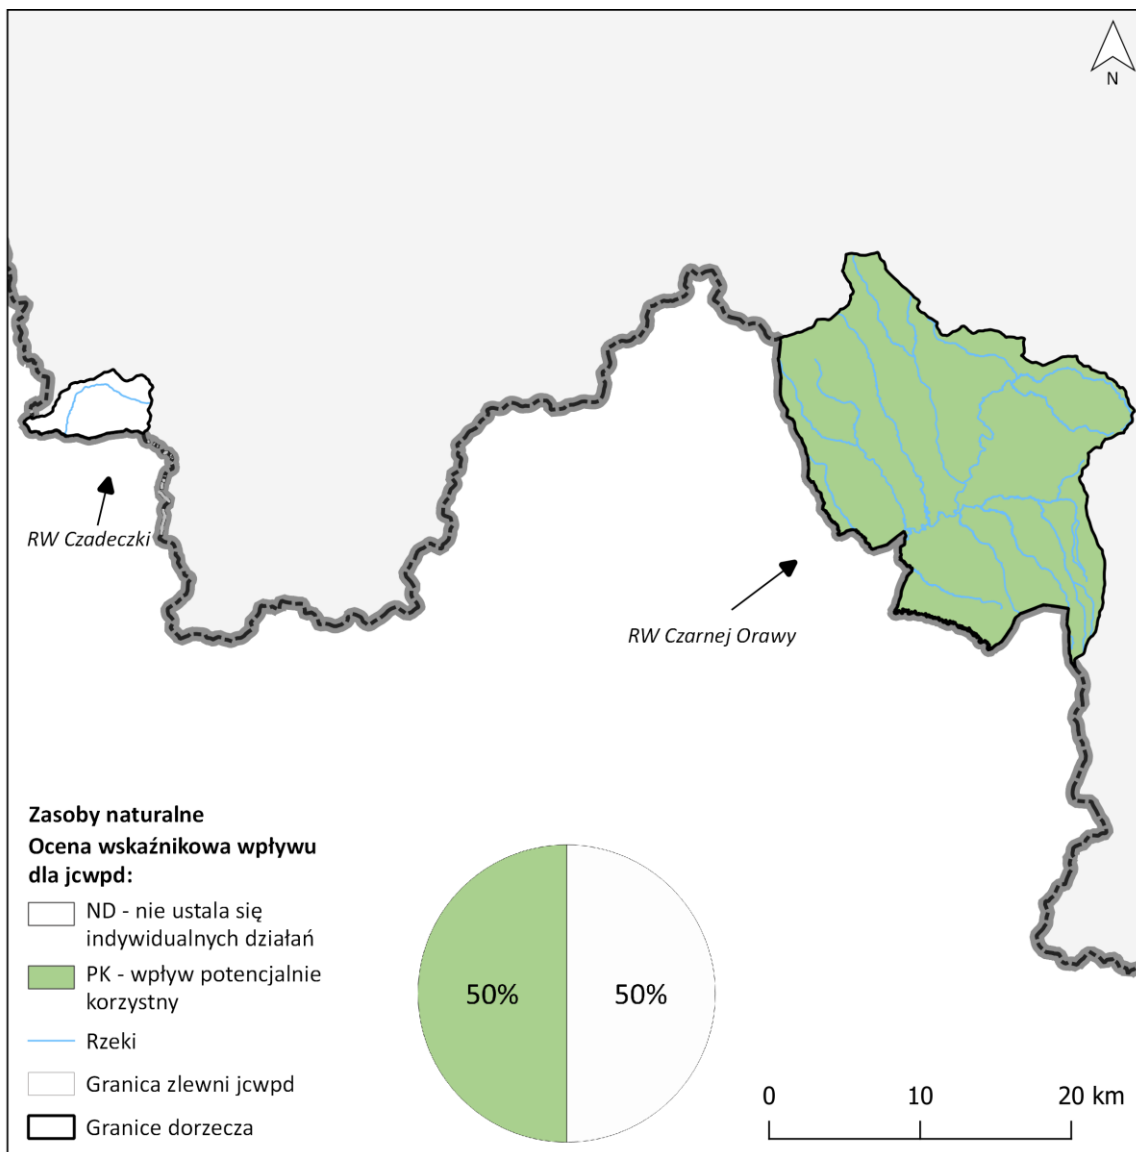 N
RW Czadeczki
RW Czarnej Orawy
Zasoby naturalne
Ocena wskaźnikowa wpływu
dla jcwpd:
ND - nie ustala się
indywidualnych działań
PK - wpływ potencjalnie
korzystny
Rzeki
Granica zlewni jcwpd
Granice dorzecza
50%
50%
0 10 20 km